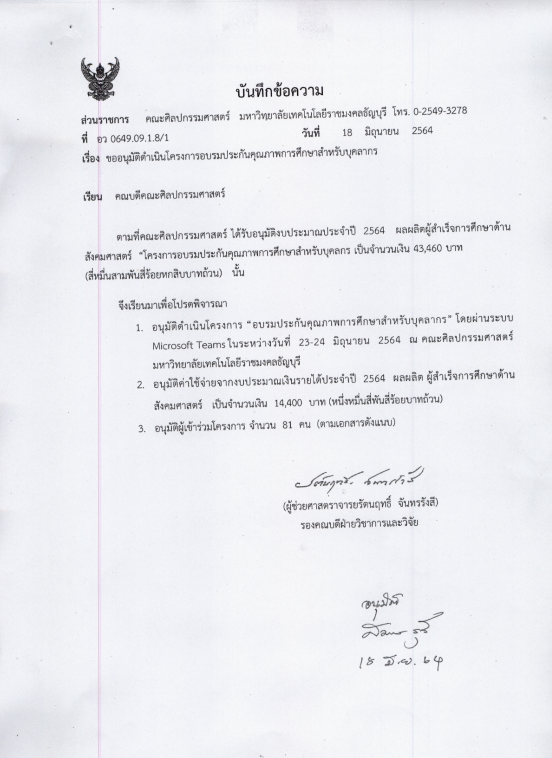 บันทึกข้อความ
ส่วนราชการ คณะศิลปกรรมศาสตร์ มหาวิทยาลัยเทคโนโลยีราชมงคลธัญบุรี โทร. 0-2549-3278
ที่ อว 0649.09.1.8/1 วันที่ 18 มิถุนายน 2564
เรื่อง ขออนุมัติดำเนินโครงการอบรมประกันคุณภาพการศึกษาสำหรับบุคลากร
เรียน คณบดีคณะศิลปกรรมศาสตร์
ตามที่คณะศิลปกรรมศาสตร์ ได้รับอนุมัติงบประมาณประจำปี 2564 ผลผลิตผู้สำเร็จการศึกษาด้าน
สังคมศาสตร์ "โครงการอบรมประกันคุณภาพการศึกษาสำหรับบุคลกร เป็นจำนวนเงิน 43,460 บาท
(สี่หมื่นสามพันสี่ร้อยหกสิบบาทถ้วน) นั้น
จึงเรียนมาเพื่อโปรดพิจารณา
1. อนุมัติดำเนินโครงการ "อบรมประกันคุณภาพการศึกษาสำหรับบุคลากร" โดยผ่านระบบ
Microsoft Teams ในระหว่างวันที่ 23-24 มิถุนายน 2564 ณ คณะศิลปกรรมศาสตร์
มหาวิทยาลัยเทคโนโลยีราชมงคลธัญบุรี
2. อนุมัติค่าใช้จ่ายจากงบประมาณเงินรายได้ประจำปี 2564 ผลผลิต ผู้สำเร็จการศึกษาด้าน
สังคมศาสตร์ เป็นจำนวนเงิน 14,400 บาท (หนึ่งหมื่นสี่พันสี่ร้อยบาทถ้วน)
3. อนุมัติผู้เข้าร่วมโครงการ จำนวน 81 คน (ตามเอกสารดังแนบ)
(ผู้ช่วยศาสตราจารยรัตนฤทธิ์ จันทรรังสี)
รองคณบดีฝ่ายวิชาการและวิจัย
อนุมัติ
18 มิ.ย. 64